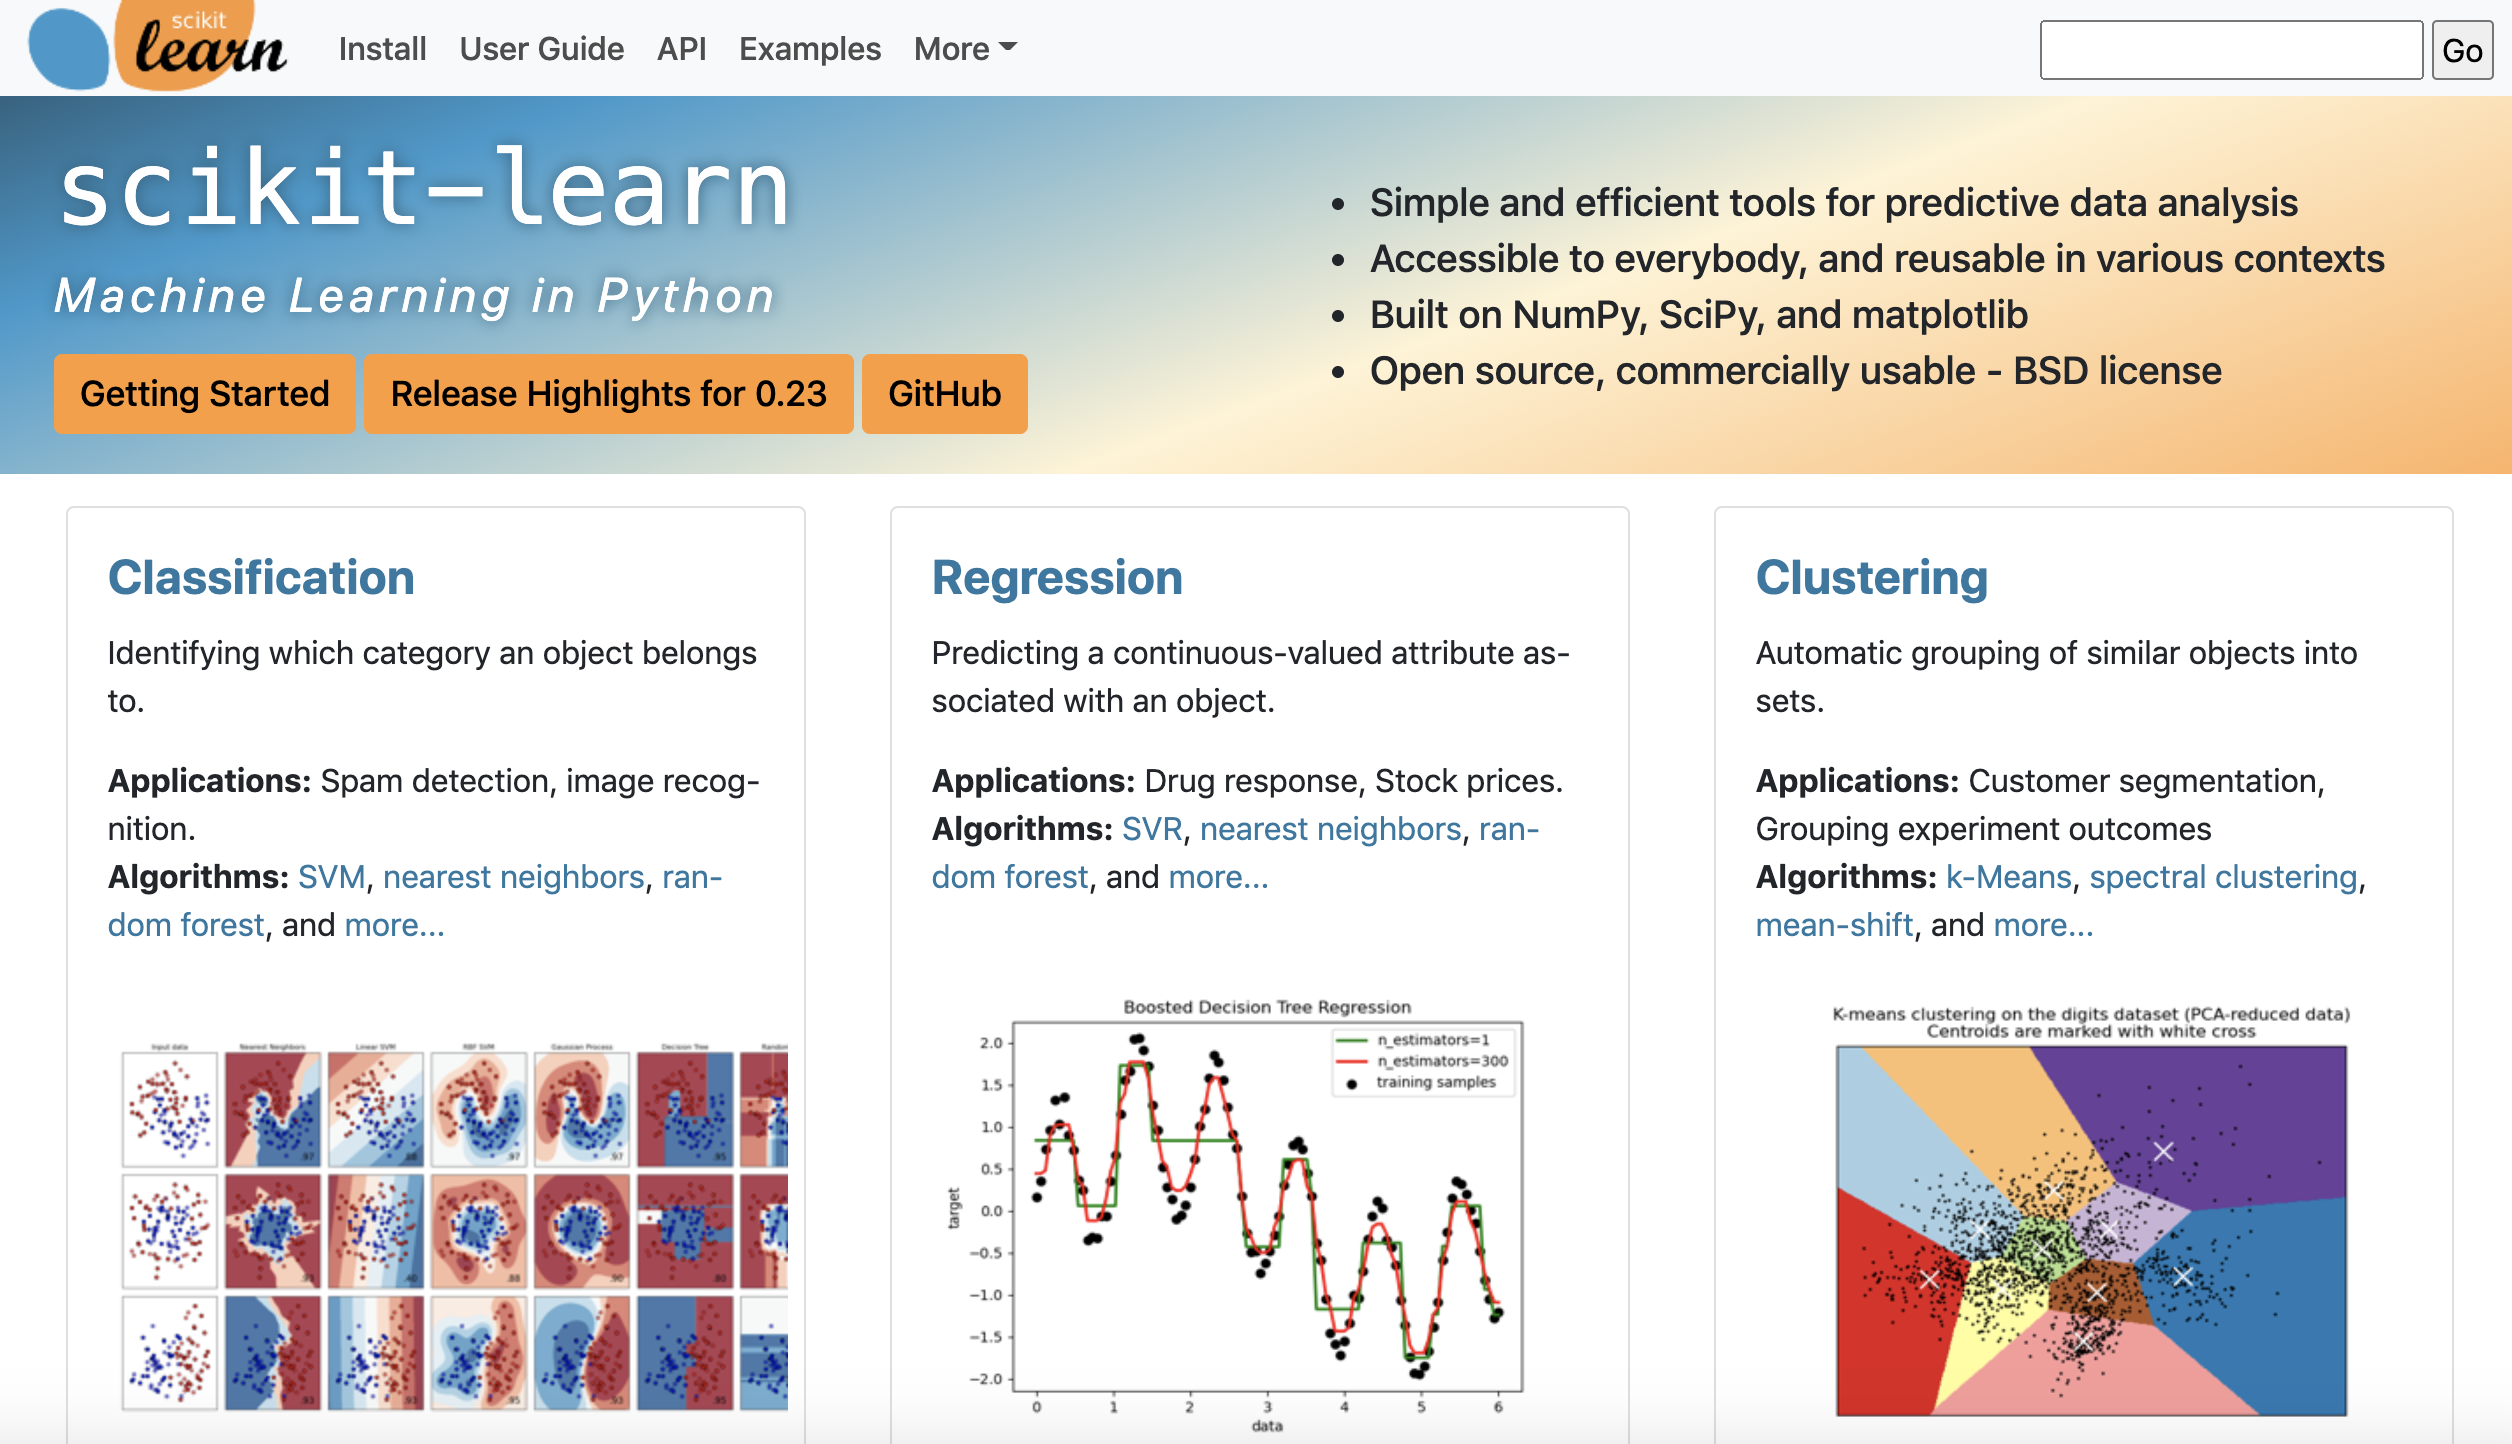 scikit
learn
Install User Guide API Examples More
Go
scikit-learn
Machine Learning in Python
Getting Started
Release Highlights for 0.23
GitHub
Simple and efficient tools for predictive data analysis
Accessible to everybody, and reusable in various contexts
Built on NumPy, SciPy, and matplotlib
Open source, commercially usable - BSD license
Classification
Identifying which category an object belongs
to.
Applications: Spam detection, image recog-
nition.
Algorithms: SVM, nearest neighbors, ran-
dom forest, and more...
Input data Nearest Neighbors Linear SVM RBF SVM Gaussian Process Decision Tree Random
Regression
Predicting a continuous-valued attribute as-
sociated with an object.
Applications: Drug response, Stock prices.
Algorithms: SVR, nearest neighbors, ran-
dom forest, and more...
Boosted Decision Tree Regression
n_estimators=1
n_estimators=300
training samples
2.0
1.5
1.0
0.5
0.0
−0.5
−1.0
−1.5
−2.0
target
0 1 2 3 4 5 6
data
Clustering
Automatic grouping of similar objects into
sets.
Applications: Customer segmentation,
Grouping experiment outcomes
Algorithms: k-Means, spectral clustering,
mean-shift, and more...
K-means clustering on the digits dataset (PCA-reduced data)
Centroids are marked with white cross